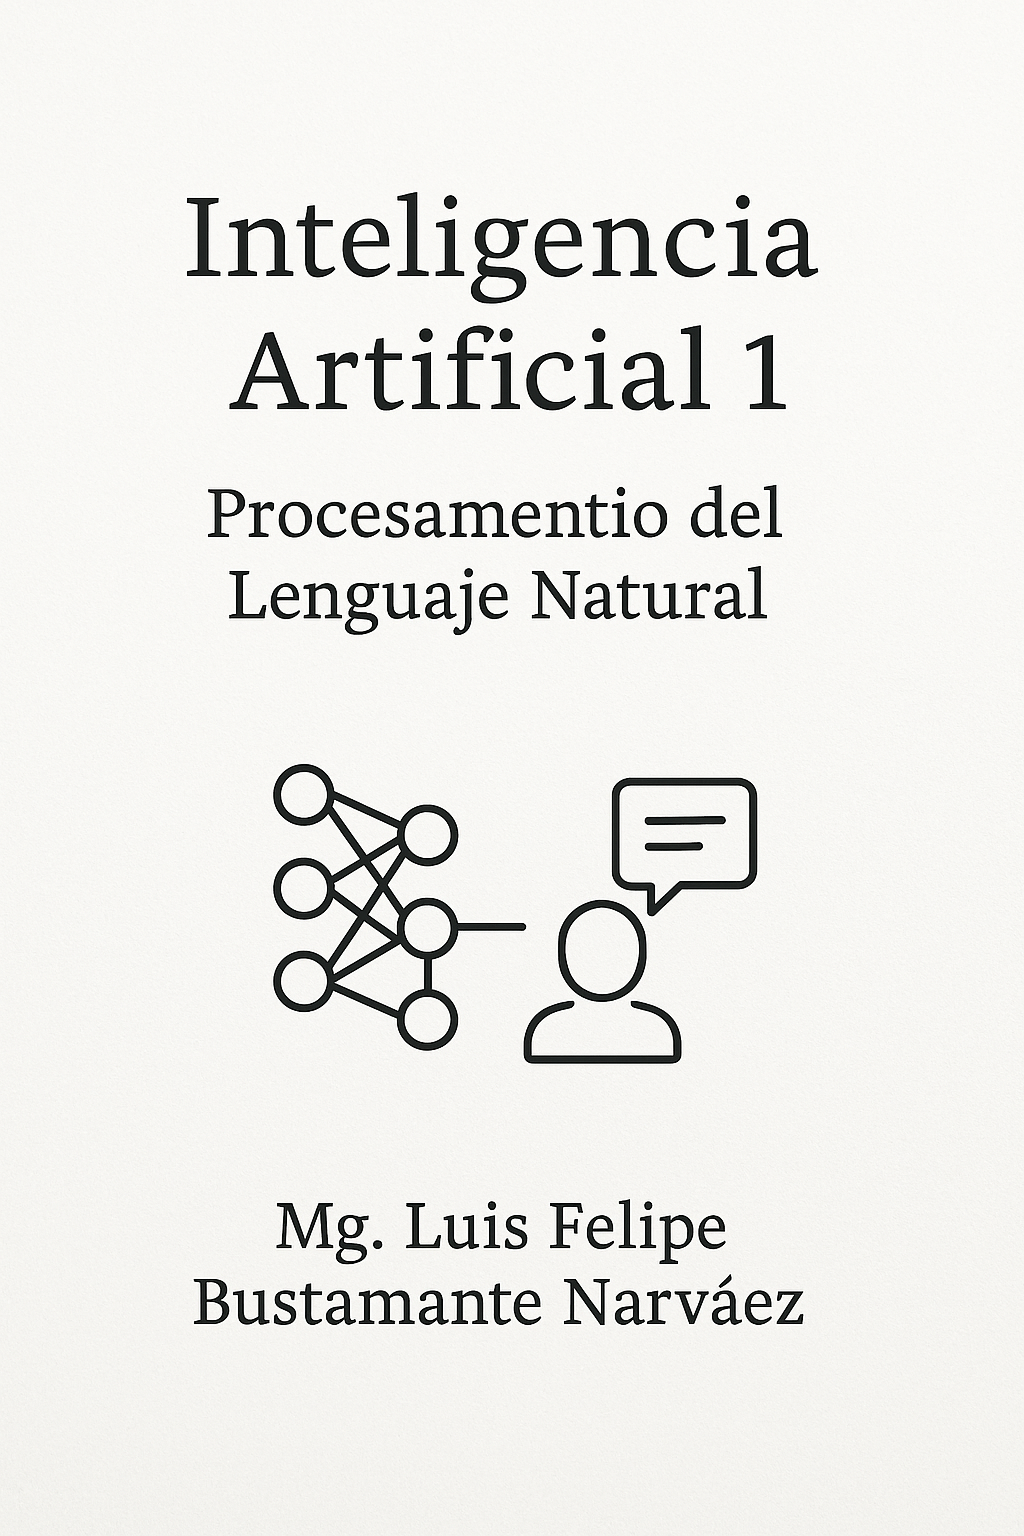 Inteligencia
Artificial 1
Procesamentio del
Lenguaje Natural
Mg. Luis Felipe
Bustamante Narváez